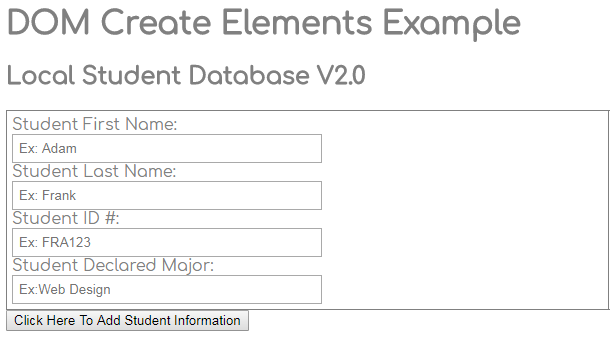 DOM Create Elements Example
Local Student Database V2.0
Student First Name:
Ex: Adam
Student Last Name:
Ex: Frank
Student ID #:
Ex: FRA123
Student Declared Major:
Ex:Web Design
Click Here To Add Student Information